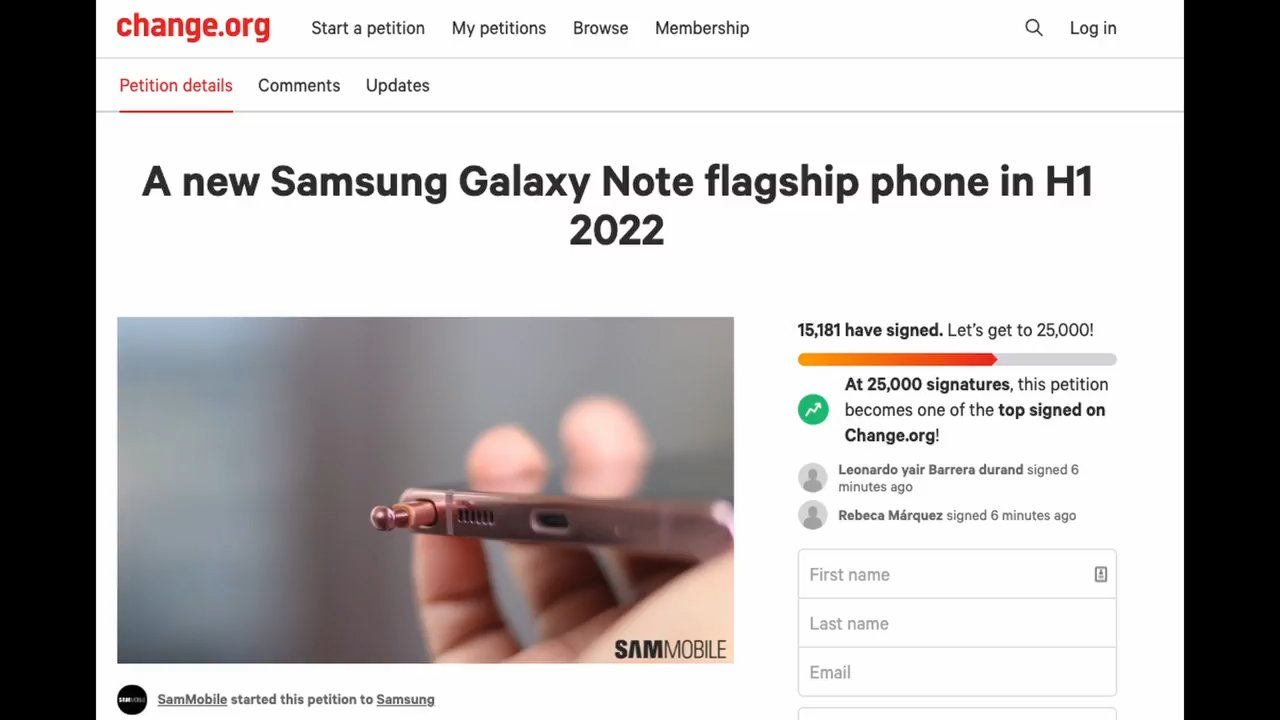 change.org
Start a petition
My petitions
Browse
Membership
Log in
Petition details
Comments
Updates
A new Samsung Galaxy Note flagship phone in H1
2022
SAMMOBILE
SamMobile started this petition to Samsung
15,181 have signed. Let's get to 25,000!
At 25,000 signatures, this petition
becomes one of the top signed on
Change.org!
Leonardo yair Barrera durand signed 6
minutes ago
Rebeca Márquez signed 6 minutes ago
First name
Last name
Email